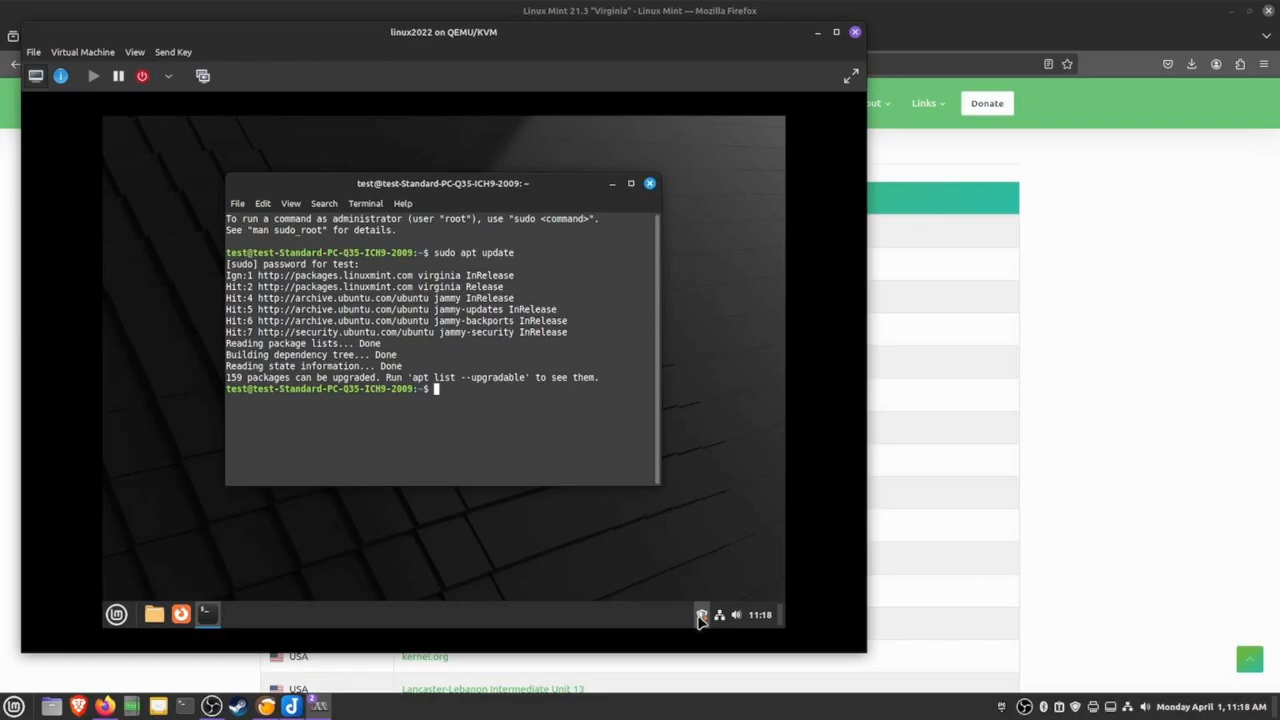 Linux Mint 21.3 "Virginia" - Linux Mint — Mozilla Firefox
linux2022 on QEMU/KVM
File Virtual Machine View Send Key
out Links Donate
test@test-Standard-PC-Q35-ICH9-2009: ~
File Edit View Search Terminal Help
To run a command as administrator (user "root"), use "sudo <command>".
See "man sudo_root" for details.
test@test-Standard-PC-Q35-ICH9-2009:~$ sudo apt update
[sudo] password for test:
Ign:1 http://packages.linuxmint.com virginia InRelease
Hit:2 http://packages.linuxmint.com virginia Release
Hit:4 http://archive.ubuntu.com/ubuntu jammy InRelease
Hit:5 http://archive.ubuntu.com/ubuntu jammy-updates InRelease
Hit:6 http://archive.ubuntu.com/ubuntu jammy-backports InRelease
Hit:7 http://security.ubuntu.com/ubuntu jammy-security InRelease
Reading package lists... Done
Building dependency tree... Done
Reading state information... Done
159 packages can be upgraded. Run 'apt list --upgradable' to see them.
test@test-Standard-PC-Q35-ICH9-2009:~$
11:18
USA kernel.org
USA Lancaster-Lebanon Intermediate Unit 13
2
Monday April 1, 11:18 AM